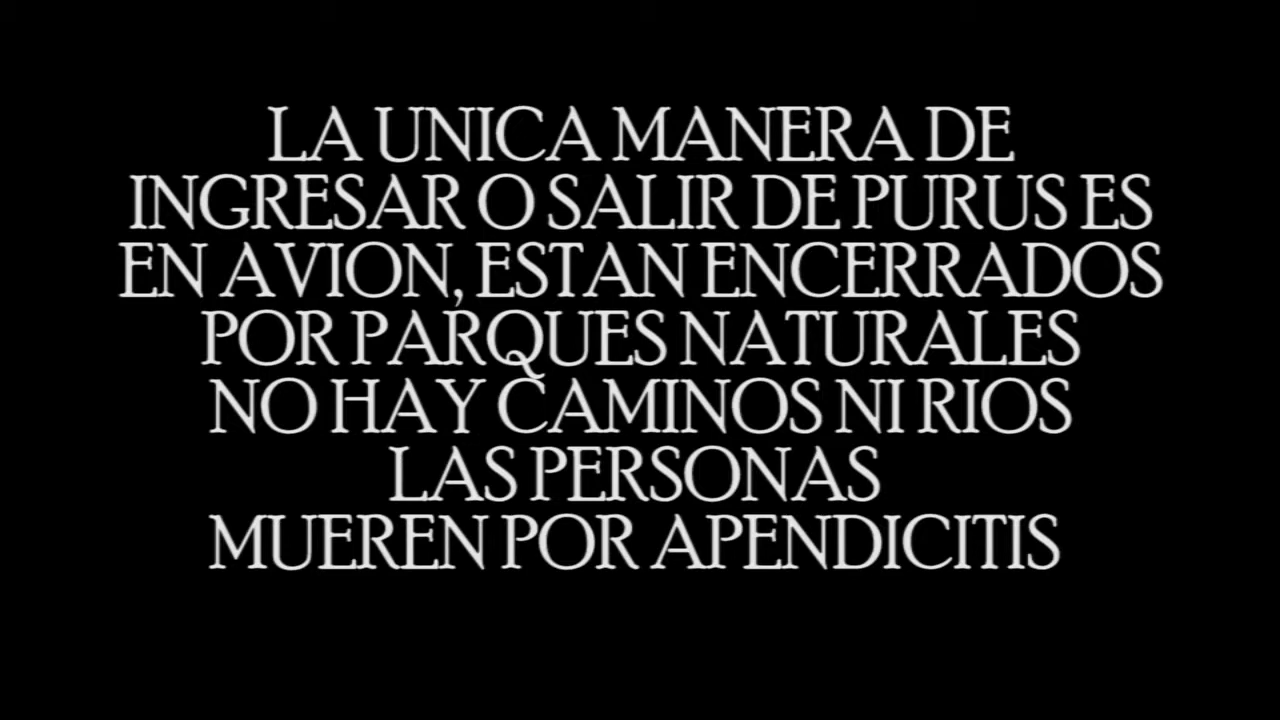 LA UNICA MANERA DE
INGRESAR O SALIR DE PURUS ES
EN AVION, ESTAN ENCERRADOS
POR PARQUES NATURALES
NO HAY CAMINOS NI RIOS
LAS PERSONAS
MUEREN POR APENDICITIS